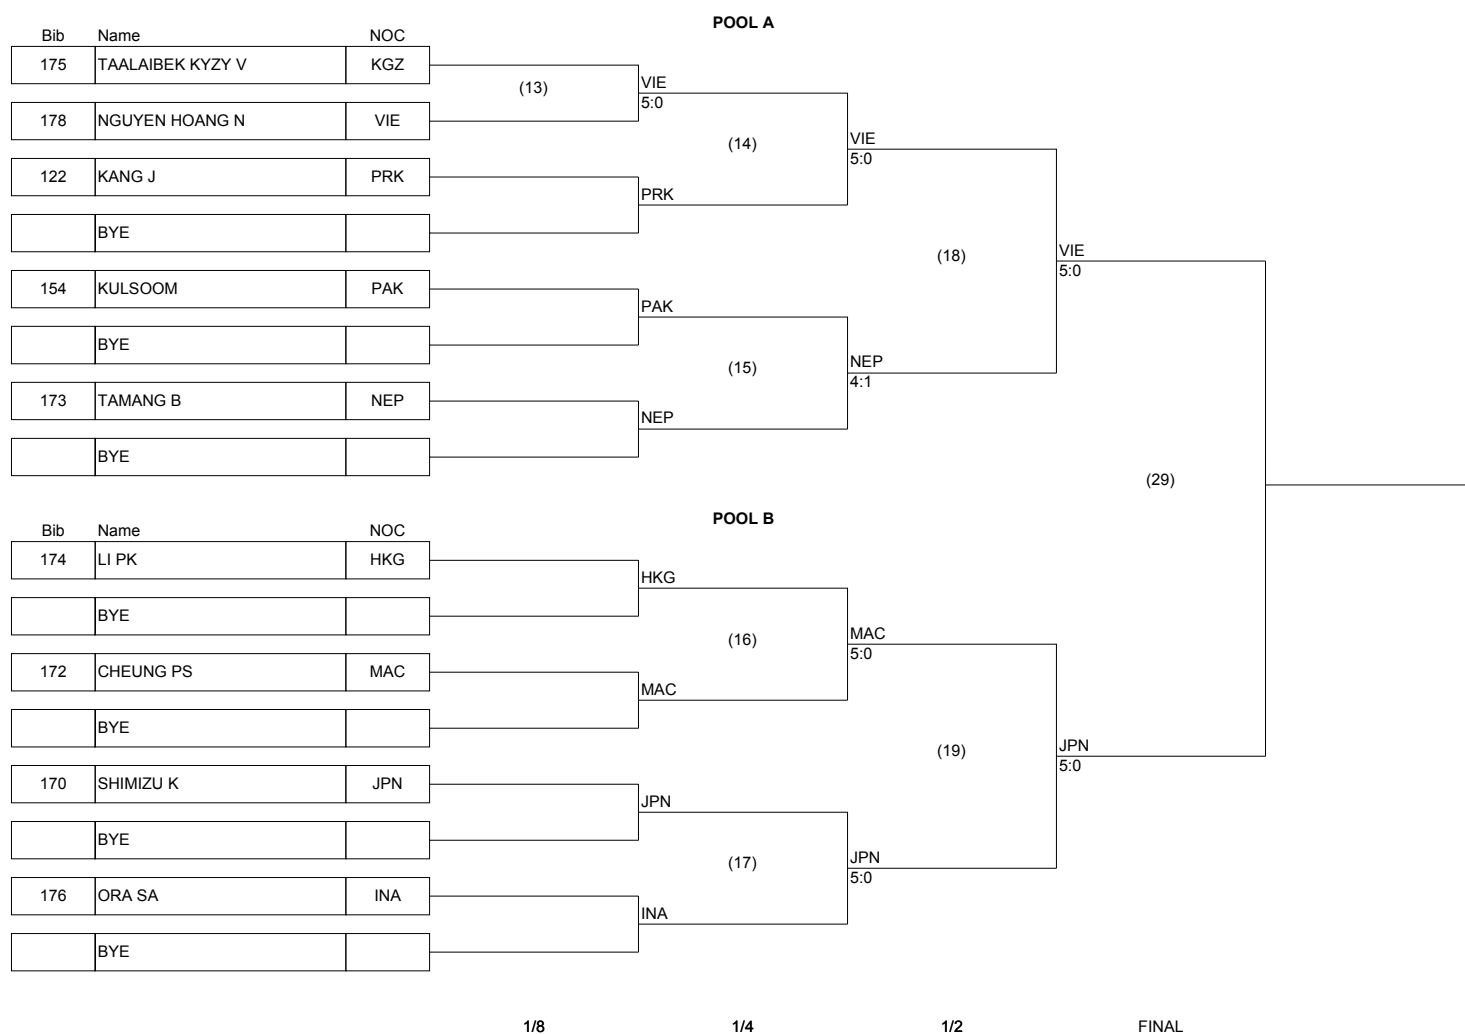 POOL A
Bib Name NOC
175 TAALAIBEK KYZY V KGZ
(13)
VIE
5:0
178 NGUYEN HOANG N VIE
(14)
VIE
5:0
122 KANG J PRK
PRK
BYE
(18)
VIE
5:0
154 KULSOOM PAK
PAK
BYE
(15)
NEP
4:1
173 TAMANG B NEP
NEP
BYE
(29)
POOL B
Bib Name NOC
174 LI PK HKG
HKG
BYE
(16)
MAC
5:0
172 CHEUNG PS MAC
MAC
BYE
(19)
JPN
5:0
170 SHIMIZU K JPN
JPN
BYE
(17)
JPN
5:0
176 ORA SA INA
INA
BYE
1/8 1/4 1/2 FINAL